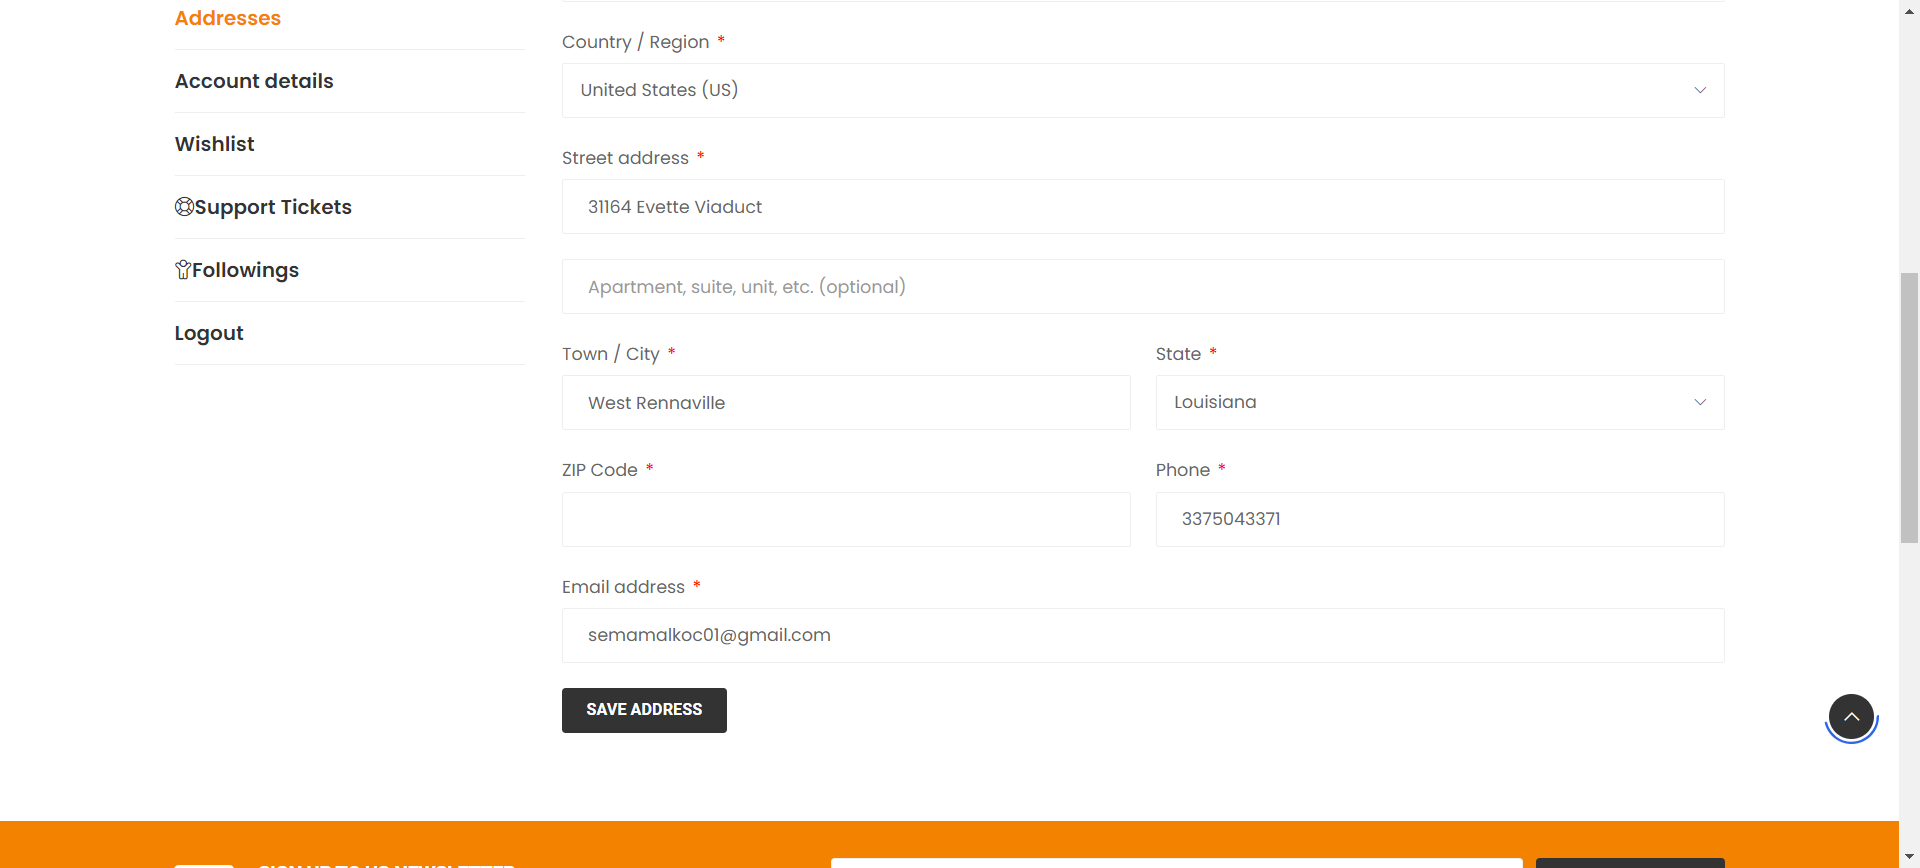 Addresses
Account details
Wishlist
Support Tickets
Followings
Logout
Country / Region *
United States (US)
Street address *
31164 Evette Viaduct
Apartment, suite, unit, etc. (optional)
Town / City *
West Rennaville
State *
Louisiana
ZIP Code *
Phone *
3375043371
Email address *
semamalkoc01@gmail.com
SAVE ADDRESS